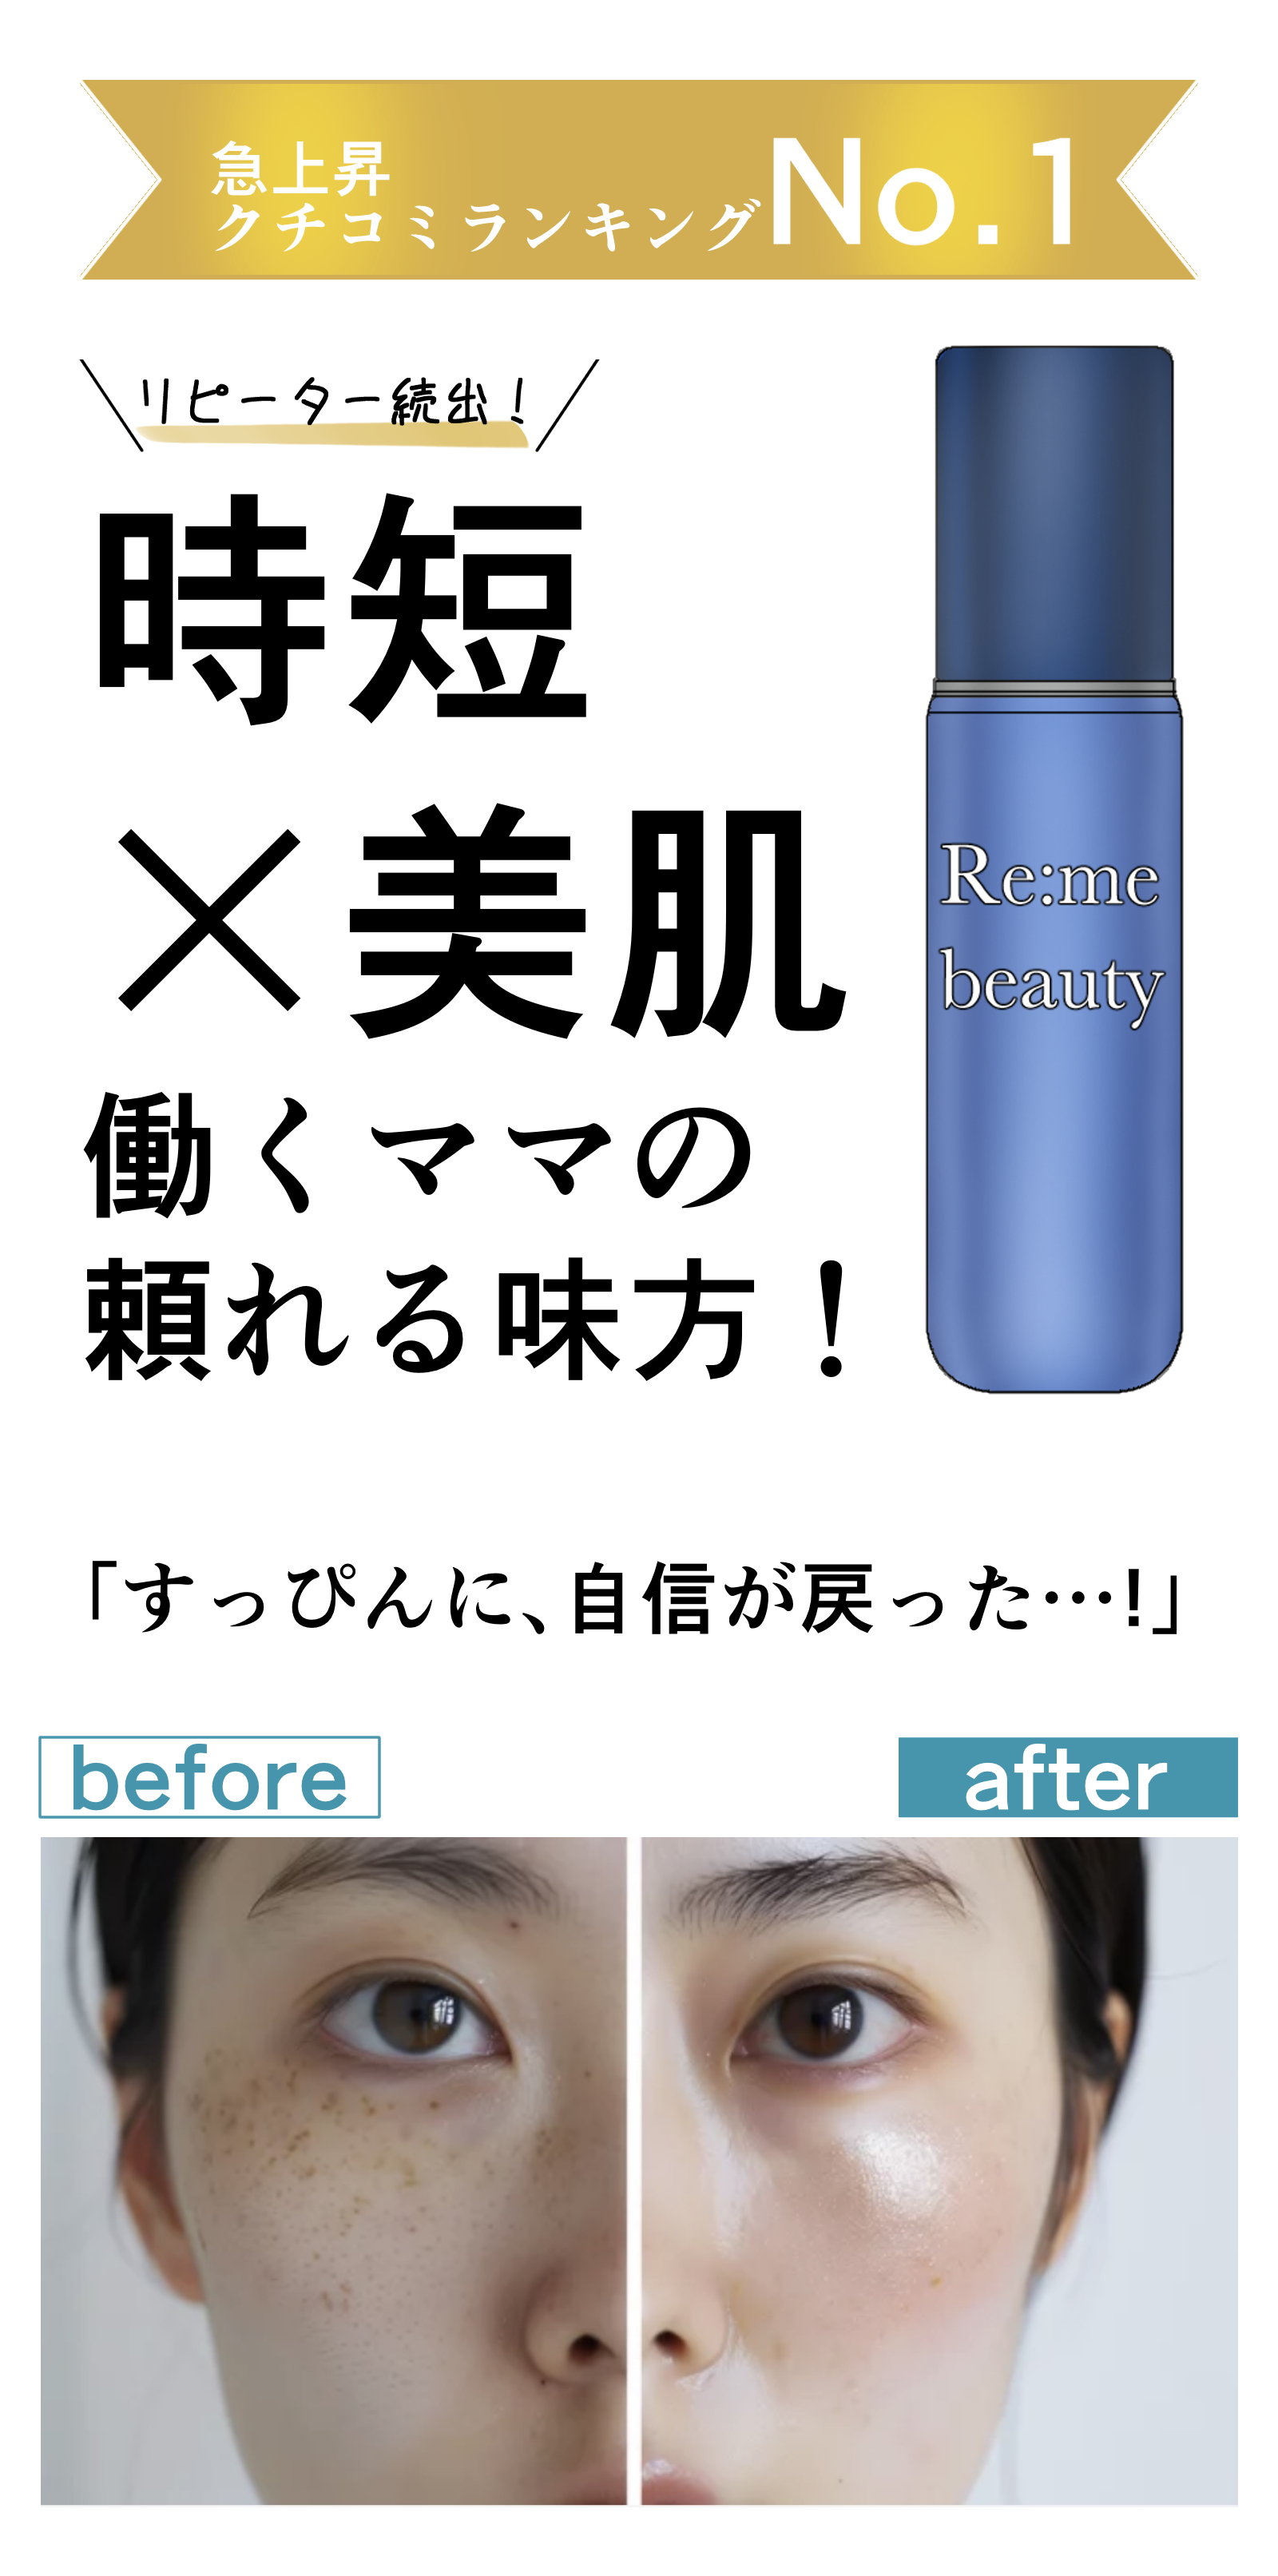 急上昇
クチコミランキングNo.1
リピーター続出!
時短
×美肌
働くママの
頼れる味方!
Re:me
beauty
「すっぴんに、自信が戻った…!」
before
after